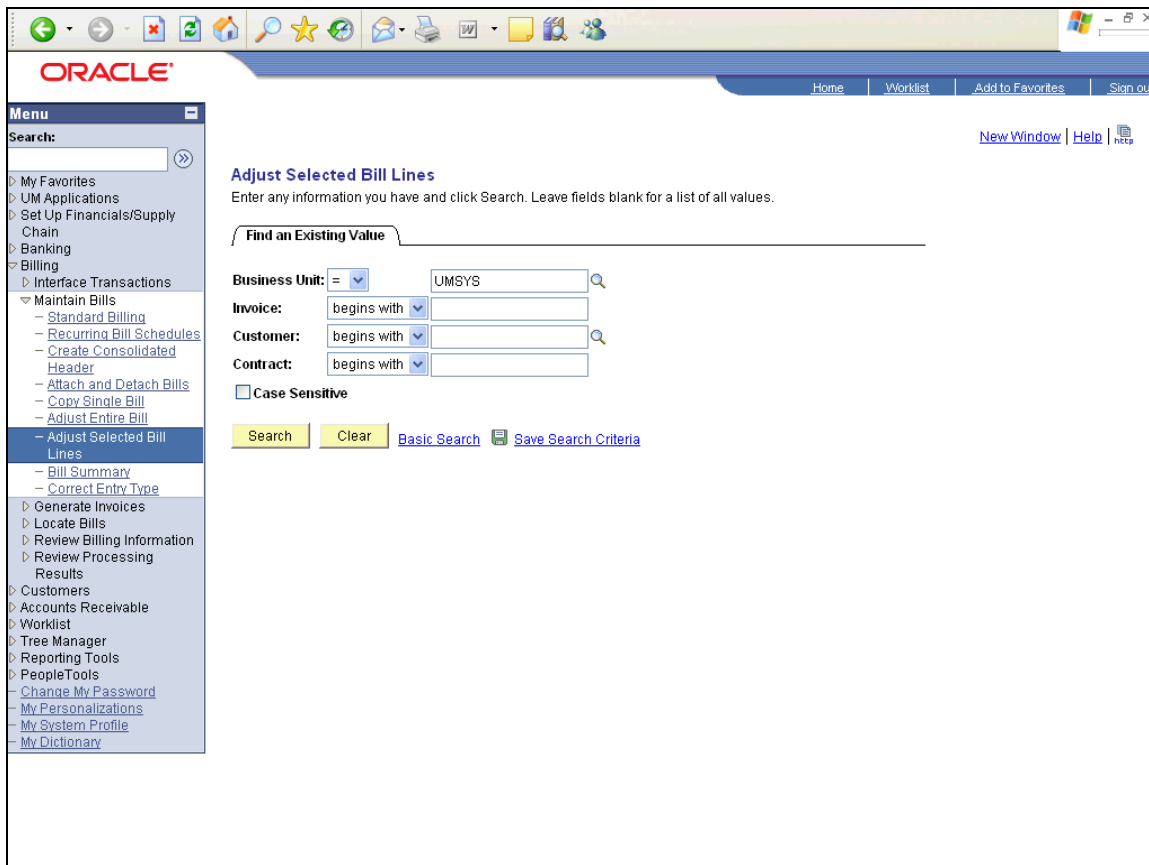 ORACLE'
Home Worklist Add to Favorites Sign ou
Menu
Search:
New Window | Help | http
My Favorites
UM Applications
Set Up Financials/Supply
Chain
Banking
Billing
Interface Transactions
Maintain Bills
Standard Billing
Recurring Bill Schedules
Create Consolidated
Header
Attach and Detach Bills
Copy Single Bill
Adjust Entire Bill
Adjust Selected Bill
Lines
Bill Summary
Correct Entry Type
Generate Invoices
Locate Bills
Review Billing Information
Review Processing
Results
Customers
Accounts Receivable
Worklist
Tree Manager
Reporting Tools
PeopleTools
Change My Password
My Personalizations
My System Profile
My Dictionary
Adjust Selected Bill Lines
Enter any information you have and click Search. Leave fields blank for a list of all values.
Find an Existing Value
Business Unit: = UMSYS
Invoice: begins with
Customer: begins with
Contract: begins with
Case Sensitive
Search Clear Basic Search Save Search Criteria